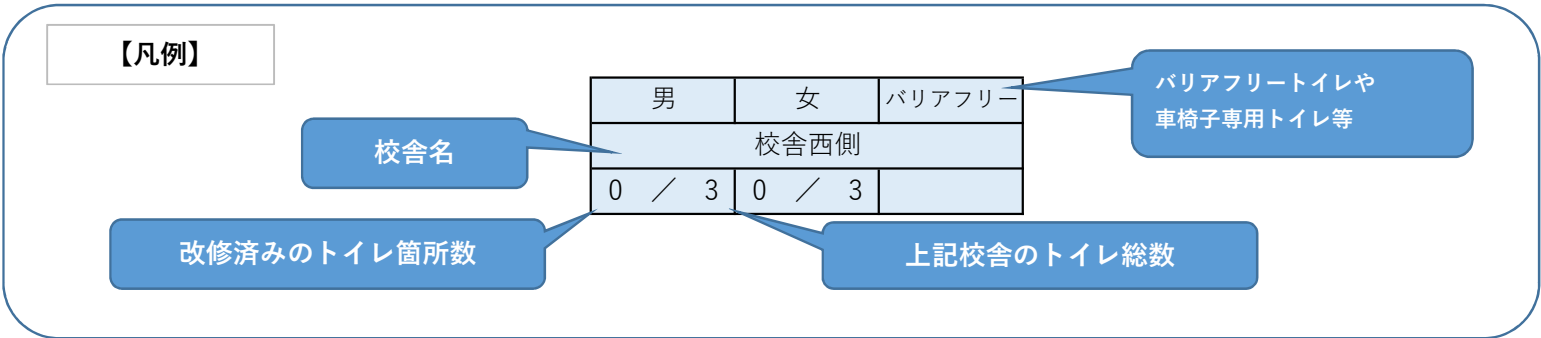 【凡例】
バリアフリートイレや
車椅子専用トイレ等
男 女 バリアフリー
校舎名
校舎西側
0 ／ 3 0 ／ 3
改修済みのトイレ箇所数
上記校舎のトイレ総数